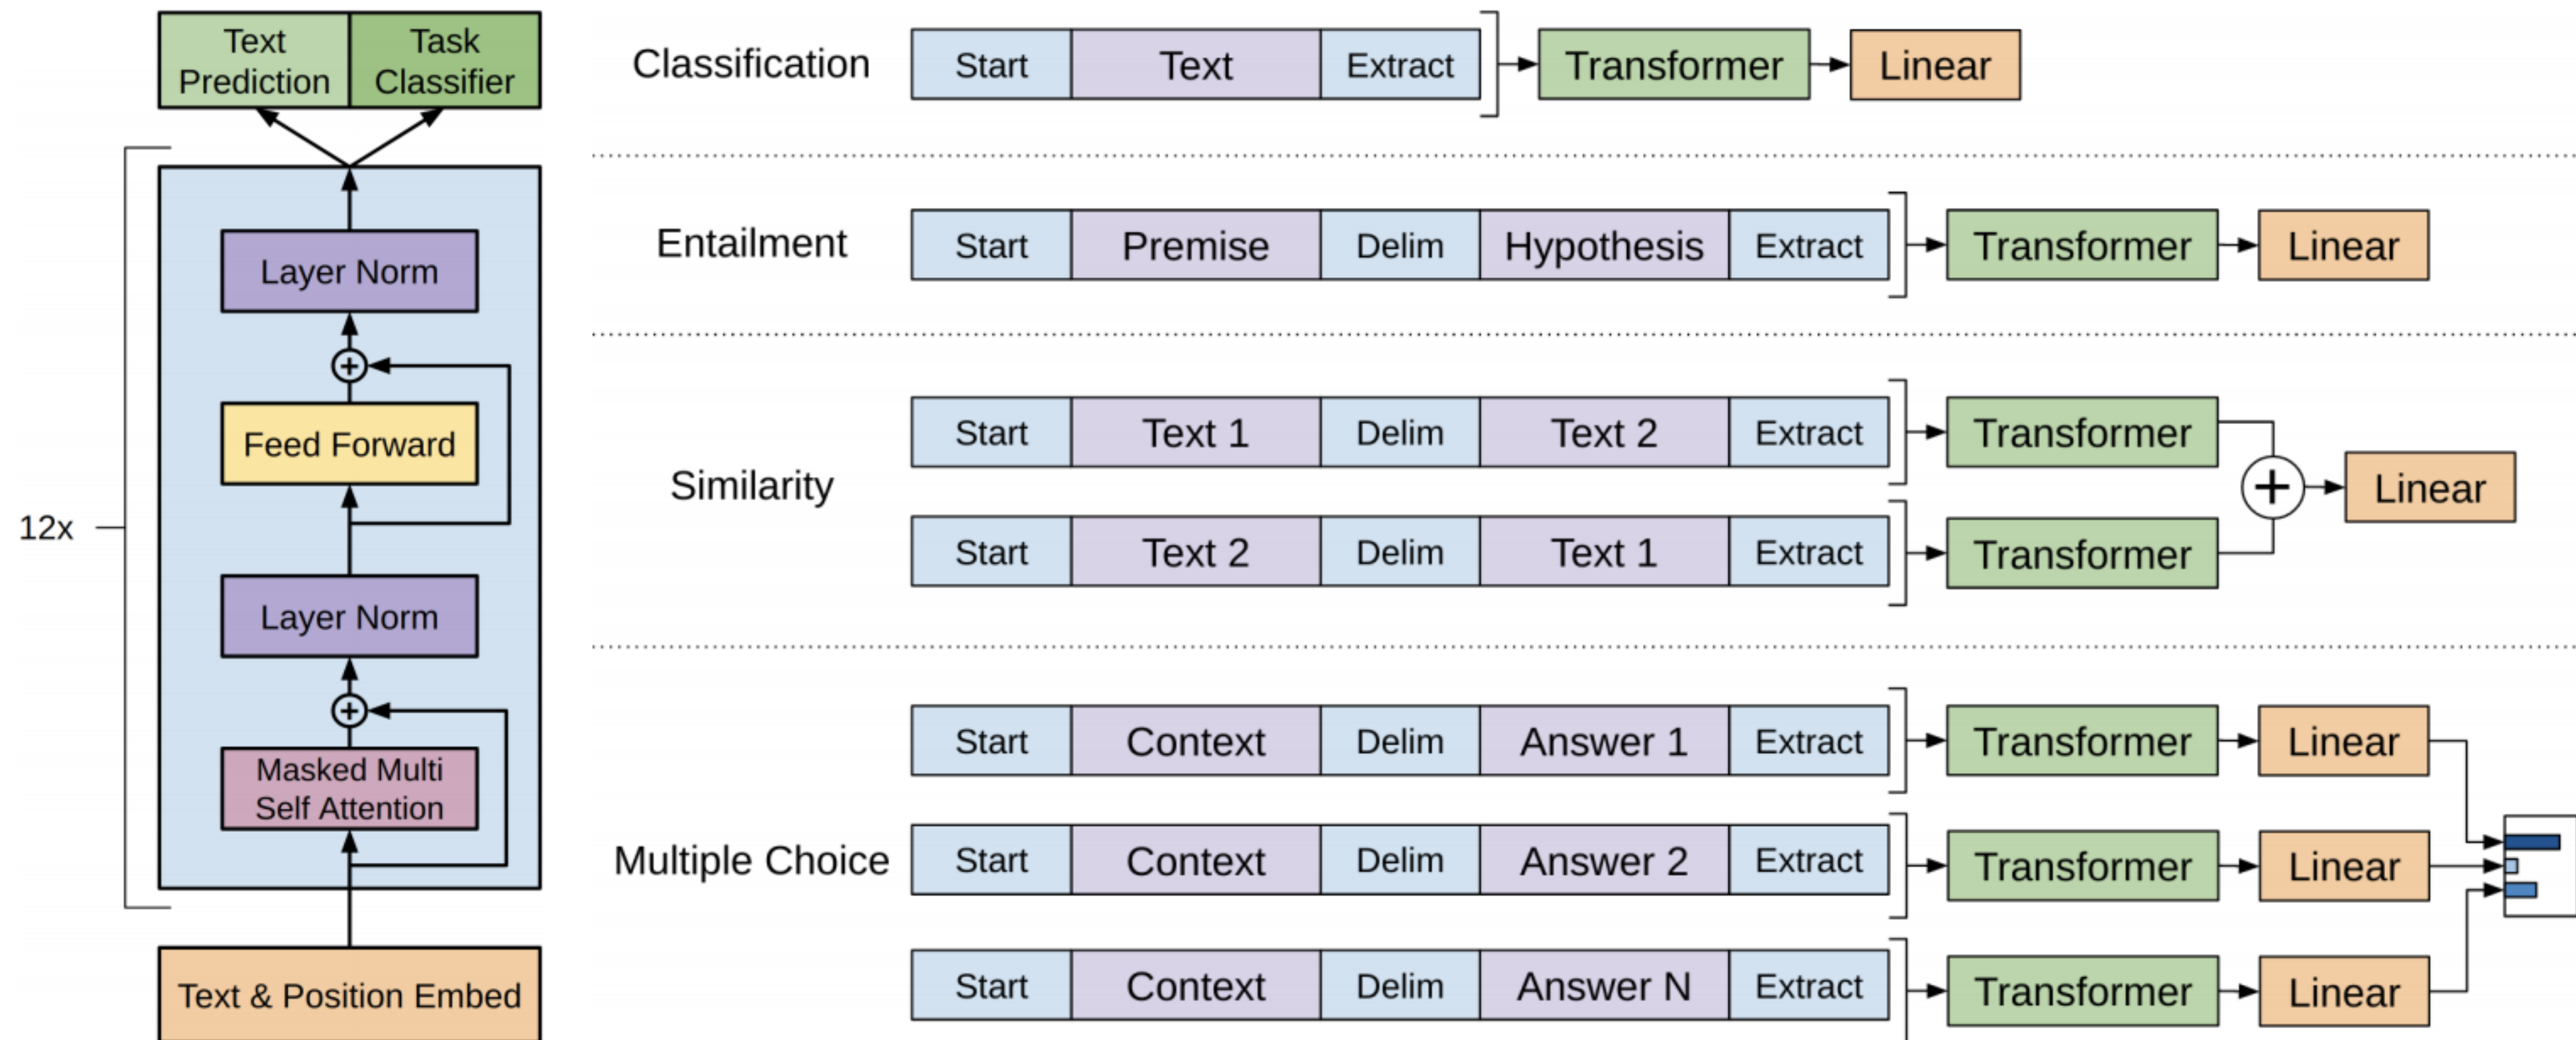 Text
Prediction
Task
Classifier
Layer Norm
Feed Forward
12x
Layer Norm
Masked Multi
Self Attention
Text & Position Embed
Classification
Start Text Extract Transformer Linear
Entailment
Start Premise Delim Hypothesis Extract Transformer Linear
Similarity
Start Text 1 Delim Text 2 Extract Transformer
Linear
Start Text 2 Delim Text 1 Extract Transformer
Multiple Choice
Start Context Delim Answer 1 Extract Transformer Linear
Start Context Delim Answer 2 Extract Transformer Linear
Start Context Delim Answer N Extract Transformer Linear